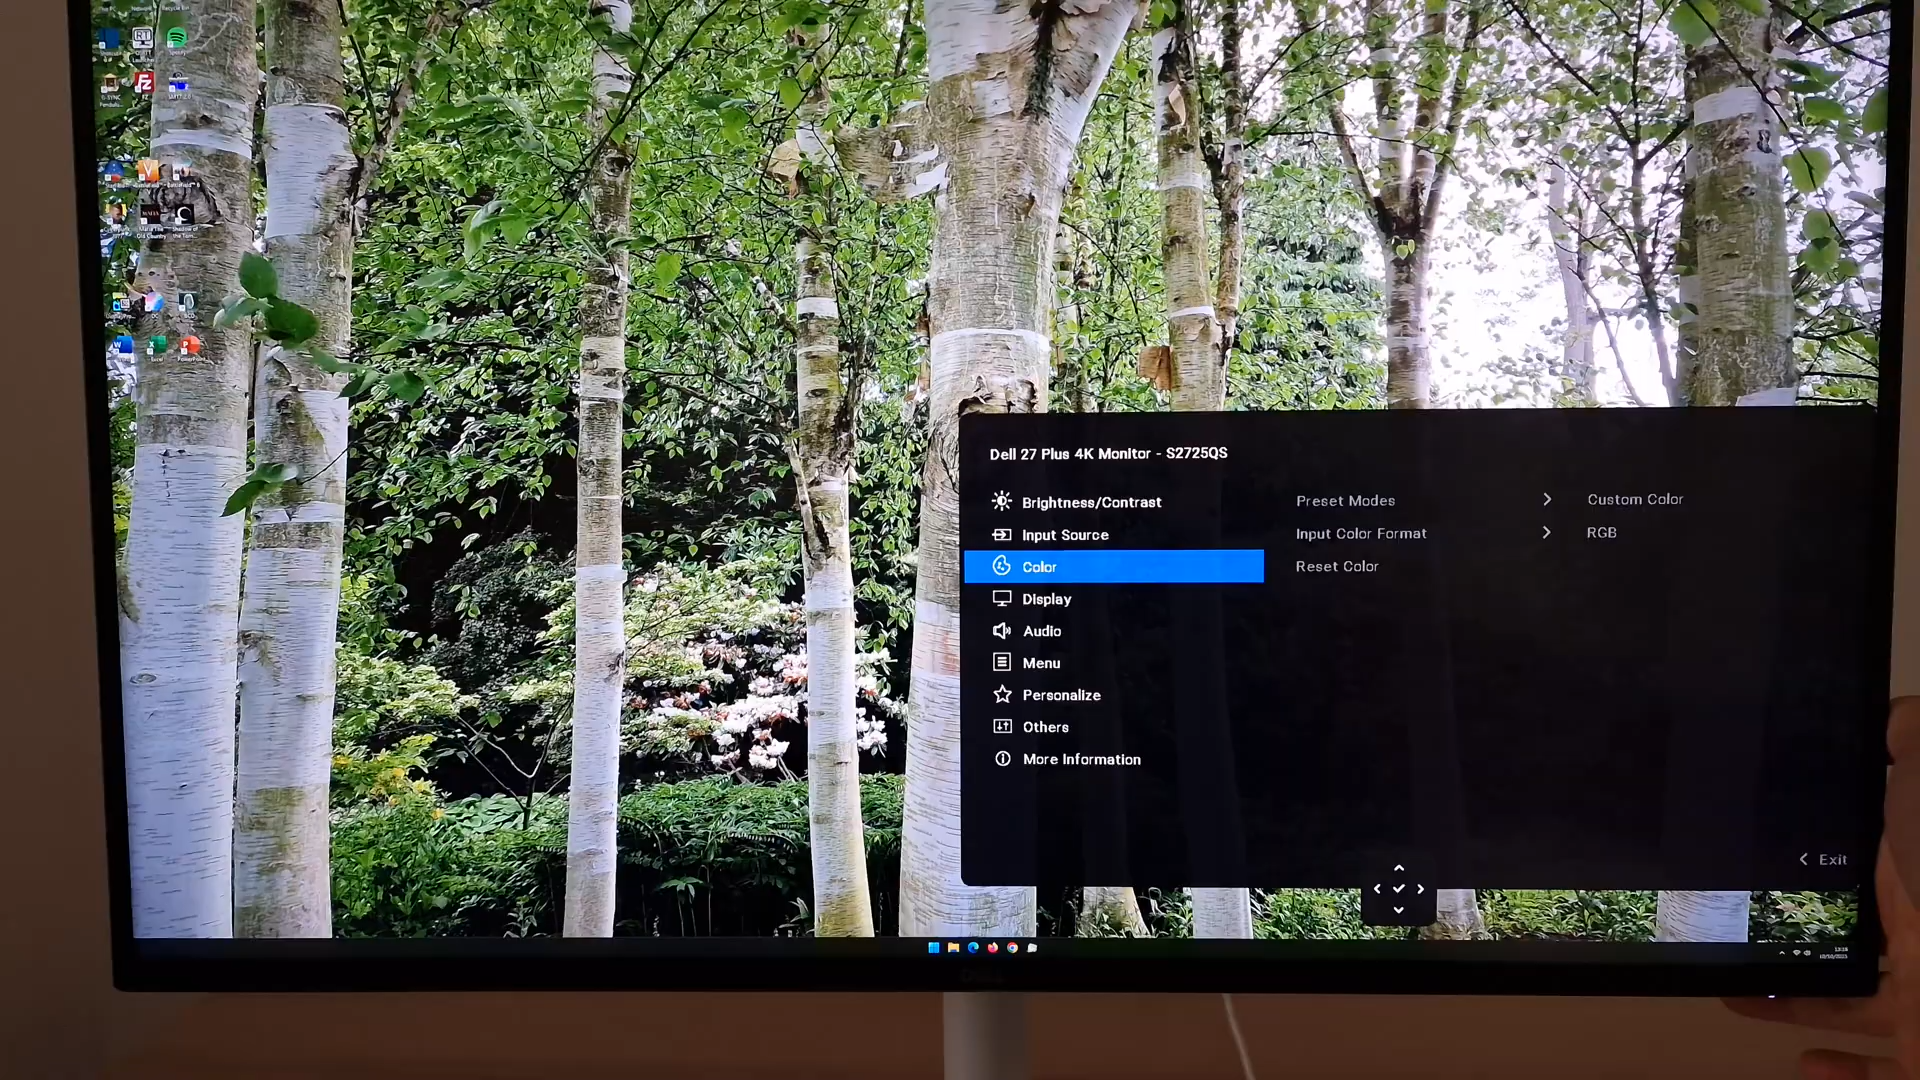 Dell 27 Plus 4K Monitor - S2725QS
Brightness/Contrast
Input Source
Color
Display
Audio
Menu
Personalize
Others
More Information
Preset Modes
Custom Color
Input Color Format
RGB
Reset Color
Exit